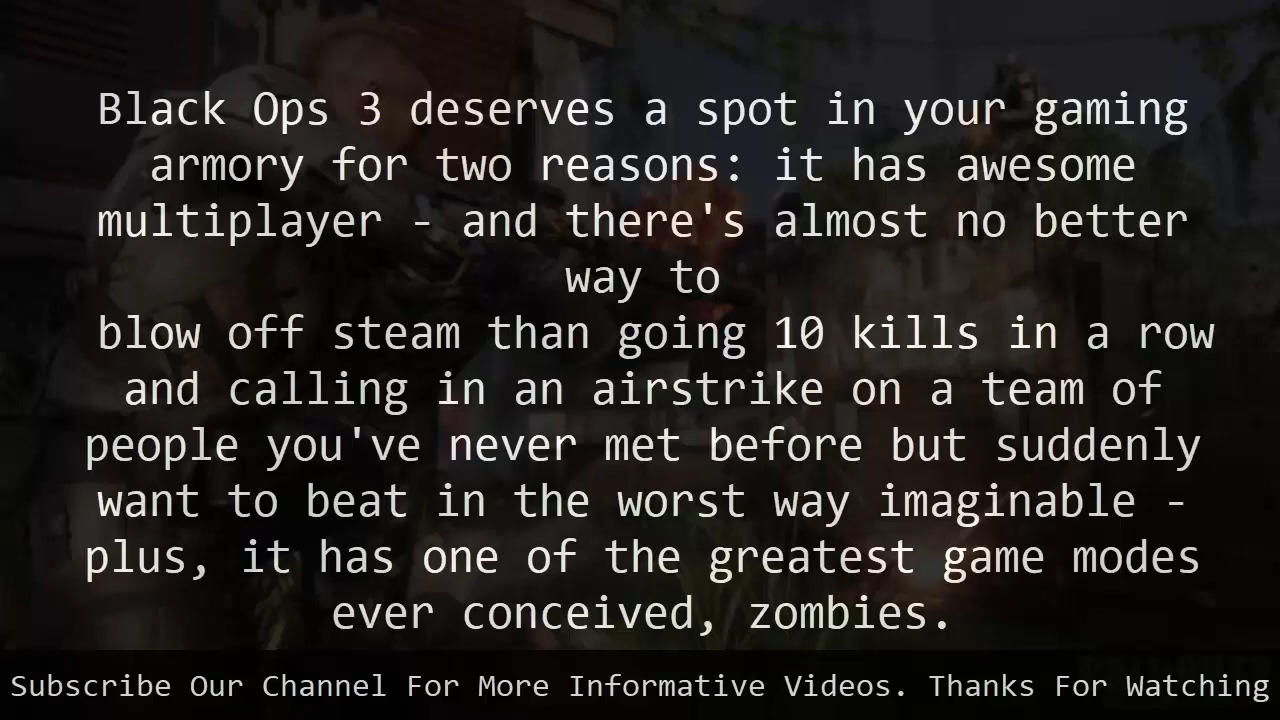 Black Ops 3 deserves a spot in your gaming
armory for two reasons: it has awesome
multiplayer - and there's almost no better
way to
blow off steam than going 10 kills in a row
and calling in an airstrike on a team of
people you've never met before but suddenly
want to beat in the worst way imaginable -
plus, it has one of the greatest game modes
ever conceived, zombies.
Subscribe Our Channel For More Informative Videos. Thanks For Watching